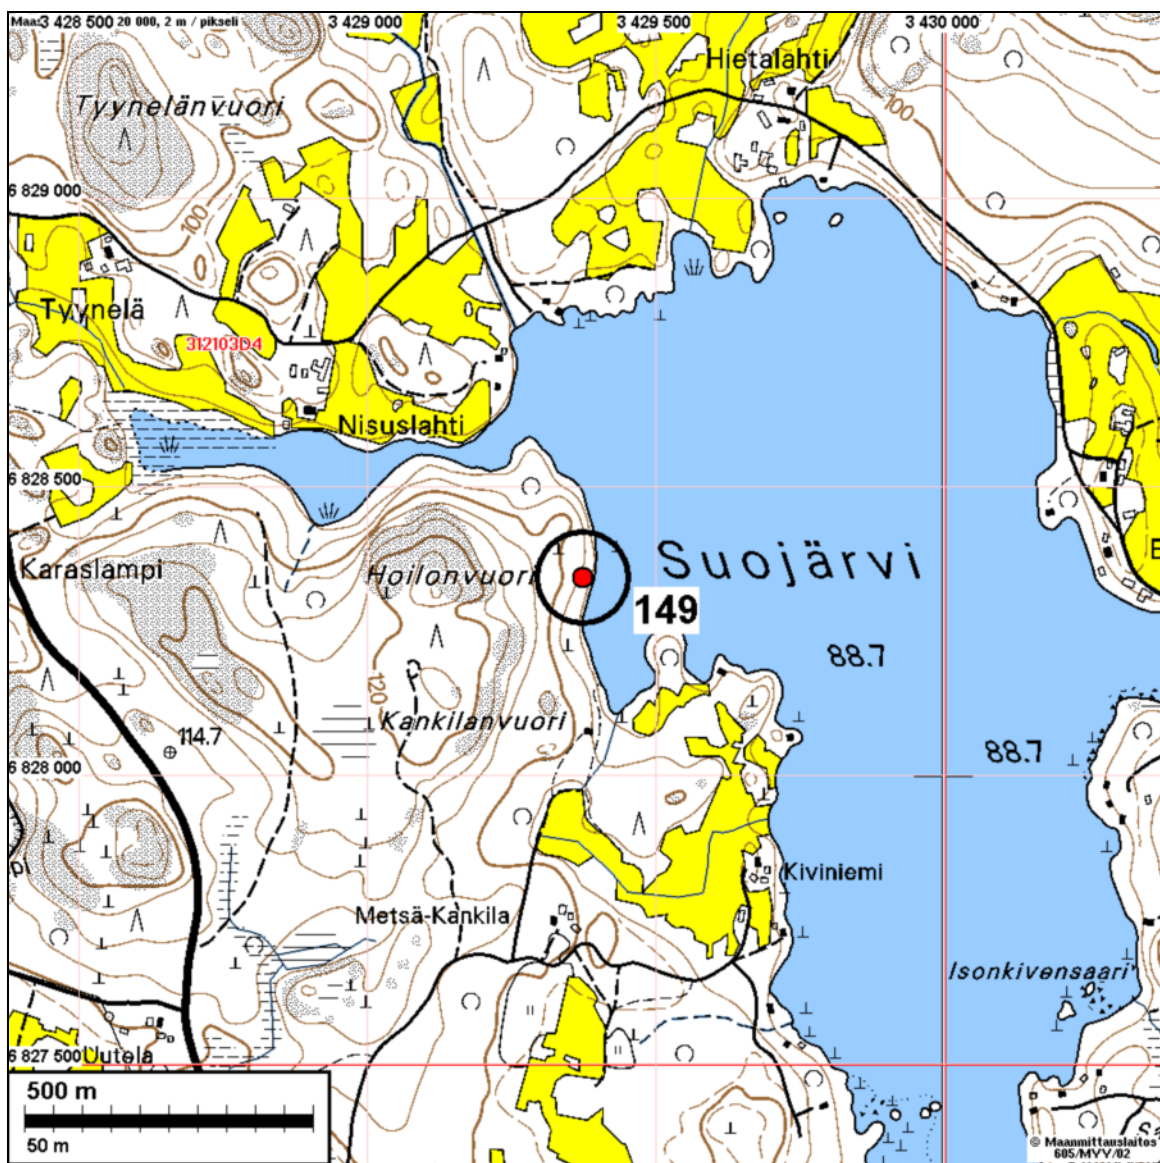 Maas
3 428 500
20 000, 2 m / pikseli
3 429 000
3 429 500
3 430 000
Hietalahti
Tyynelänvuori
100
100
6 829 000
Tyynelä
312103D4
Nisuslahti
6 828 500
Karaslampi
Hoilonvuori
Suojärvi
149
88.7
120
Kankilanvuori
114.7
88.7
6 828 000
pi
Kiviniemi
Metsä-Kankila
Isonkivensaari
6 827 500
Uutela
500 m
50 m
© Maanmittauslaitos
605/MVV/02